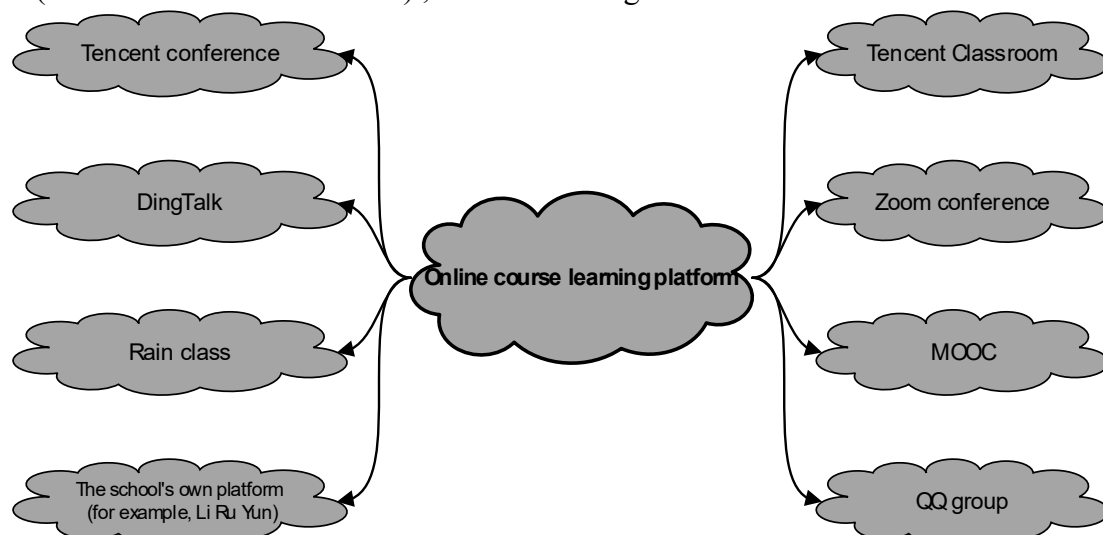 Tencent conference
Tencent Classroom
DingTalk
Zoom conference
Online course learning platform
Rain class
MOOC
The school's own platform
(for example, Li Ru Yun)
QQ group